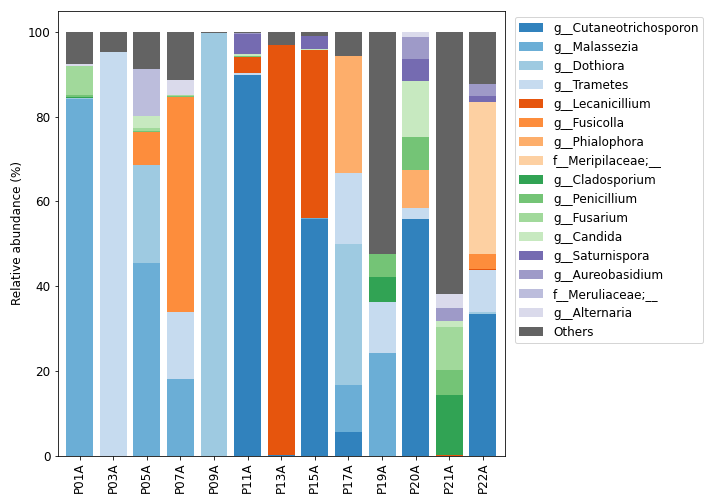 Relative abundance (%)
100
80
60
40
20
0
P01A
P03A
P05A
P07A
P09A
P11A
P13A
P15A
P17A
P19A
P20A
P21A
P22A
g__Cutaneotrichosporon
g__Malassezia
g__Dothiora
g__Trametes
g__Lecanicillium
g__Fusicolla
g__Phialophora
f__Meripilaceae;__
g__Cladosporium
g__Penicillium
g__Fusarium
g__Candida
g__Saturnispora
g__Aureobasidium
f__Meruliaceae;__
g__Alternaria
Others